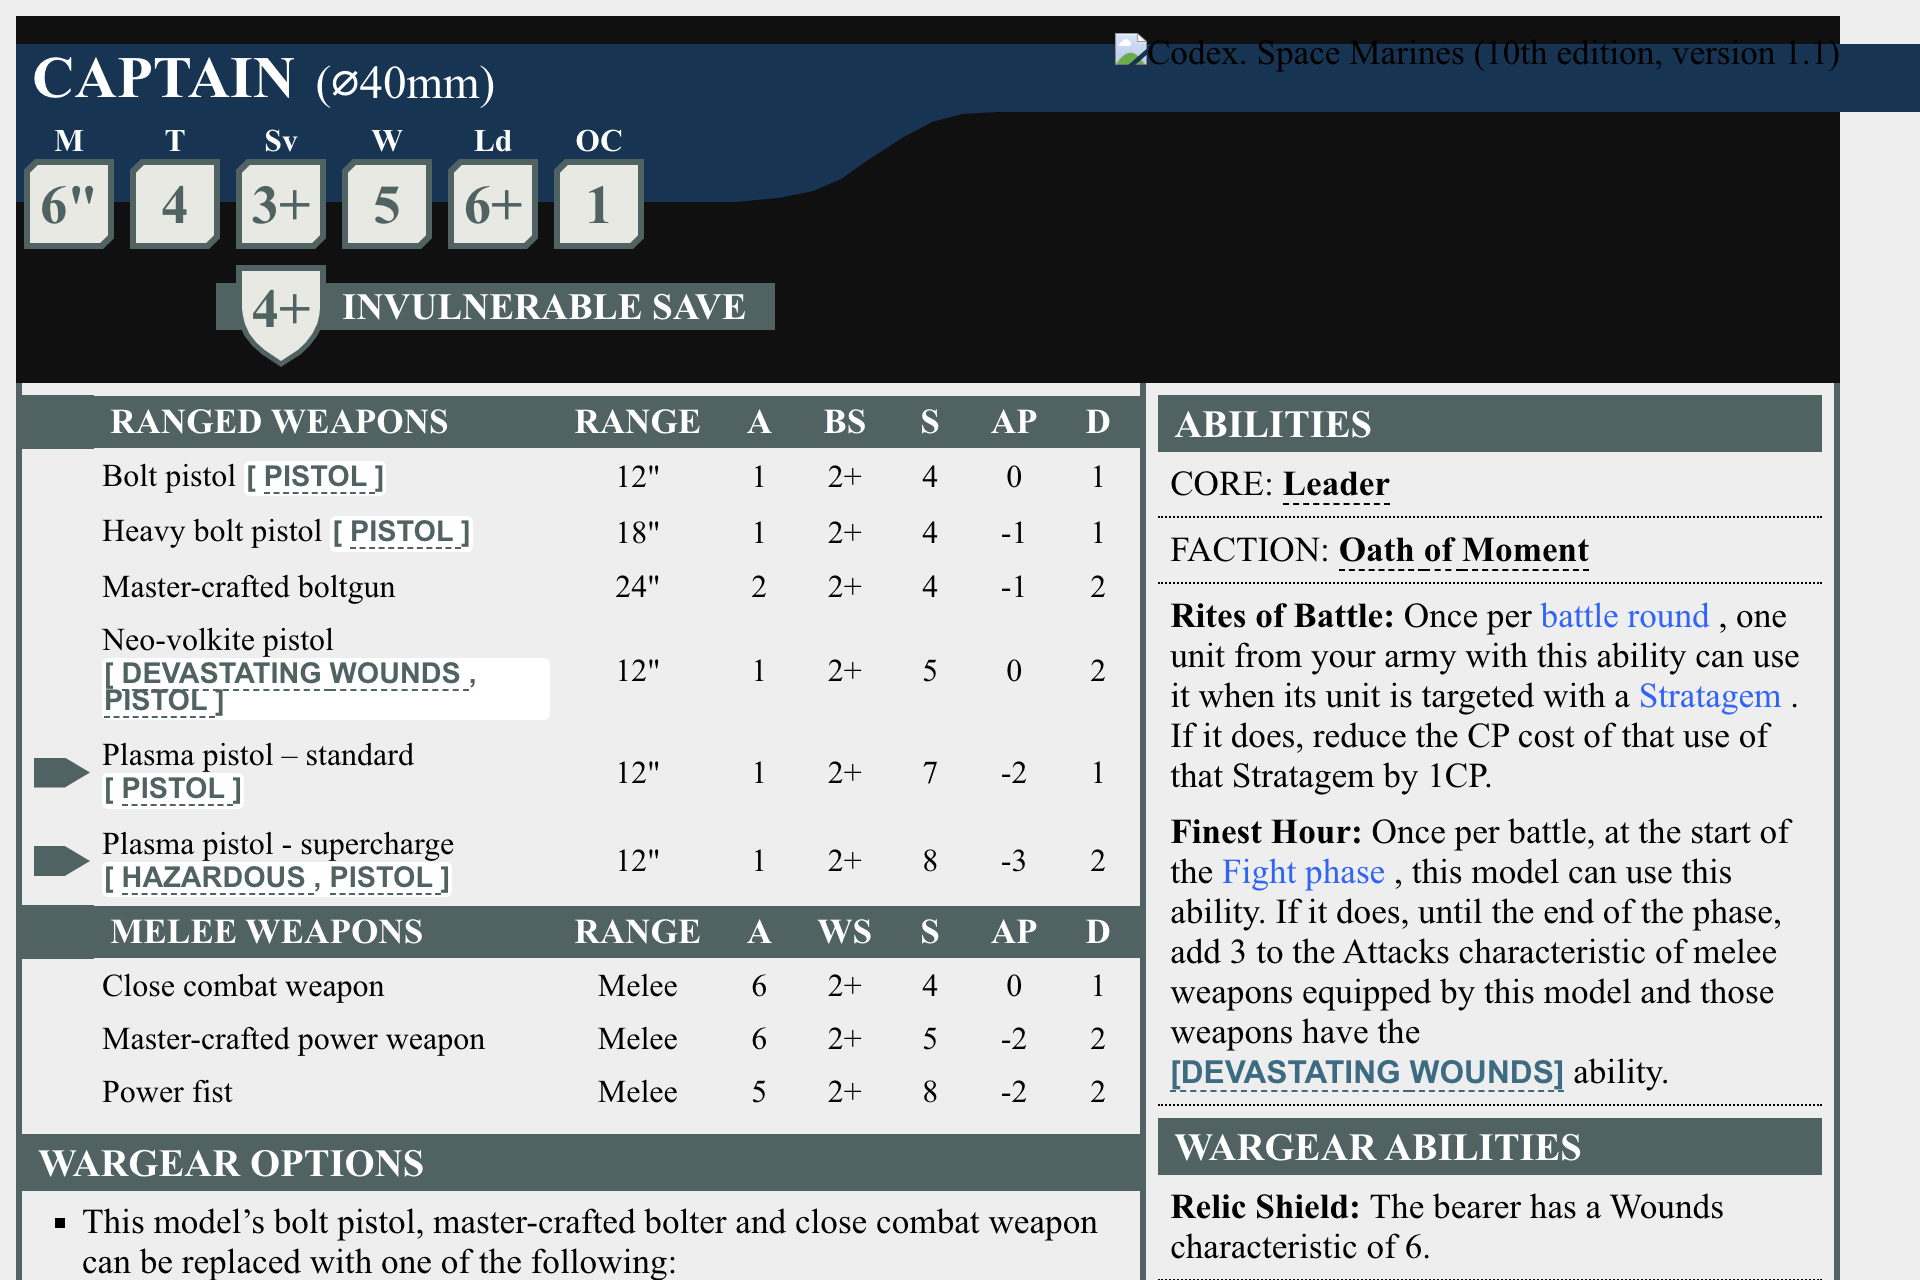 Codex. Space Marines (10th edition, version 1.1)
CAPTAIN (⌀40mm)
M T Sv W Ld OC
6" 4 3+ 5 6+ 1
4+ INVULNERABLE SAVE
RANGED WEAPONS RANGE A BS S AP D
Bolt pistol [ PISTOL ] 12" 1 2+ 4 0 1
Heavy bolt pistol [ PISTOL ] 18" 1 2+ 4 -1 1
Master-crafted boltgun 24" 2 2+ 4 -1 2
Neo-volkite pistol
[ DEVASTATING WOUNDS , 12" 1 2+ 5 0 2
PISTOL ]
Plasma pistol – standard 12" 1 2+ 7 -2 1
[ PISTOL ]
Plasma pistol - supercharge 12" 1 2+ 8 -3 2
[ HAZARDOUS , PISTOL ]
MELEE WEAPONS RANGE A WS S AP D
Close combat weapon Melee 6 2+ 4 0 1
Master-crafted power weapon Melee 6 2+ 5 -2 2
Power fist Melee 5 2+ 8 -2 2
WARGEAR OPTIONS
▪ This model’s bolt pistol, master-crafted bolter and close combat weapon
can be replaced with one of the following:
ABILITIES
CORE: Leader
FACTION: Oath of Moment
Rites of Battle: Once per battle round , one
unit from your army with this ability can use
it when its unit is targeted with a Stratagem .
If it does, reduce the CP cost of that use of
that Stratagem by 1CP.
Finest Hour: Once per battle, at the start of
the Fight phase , this model can use this
ability. If it does, until the end of the phase,
add 3 to the Attacks characteristic of melee
weapons equipped by this model and those
weapons have the
[DEVASTATING WOUNDS] ability.
WARGEAR ABILITIES
Relic Shield: The bearer has a Wounds
characteristic of 6.